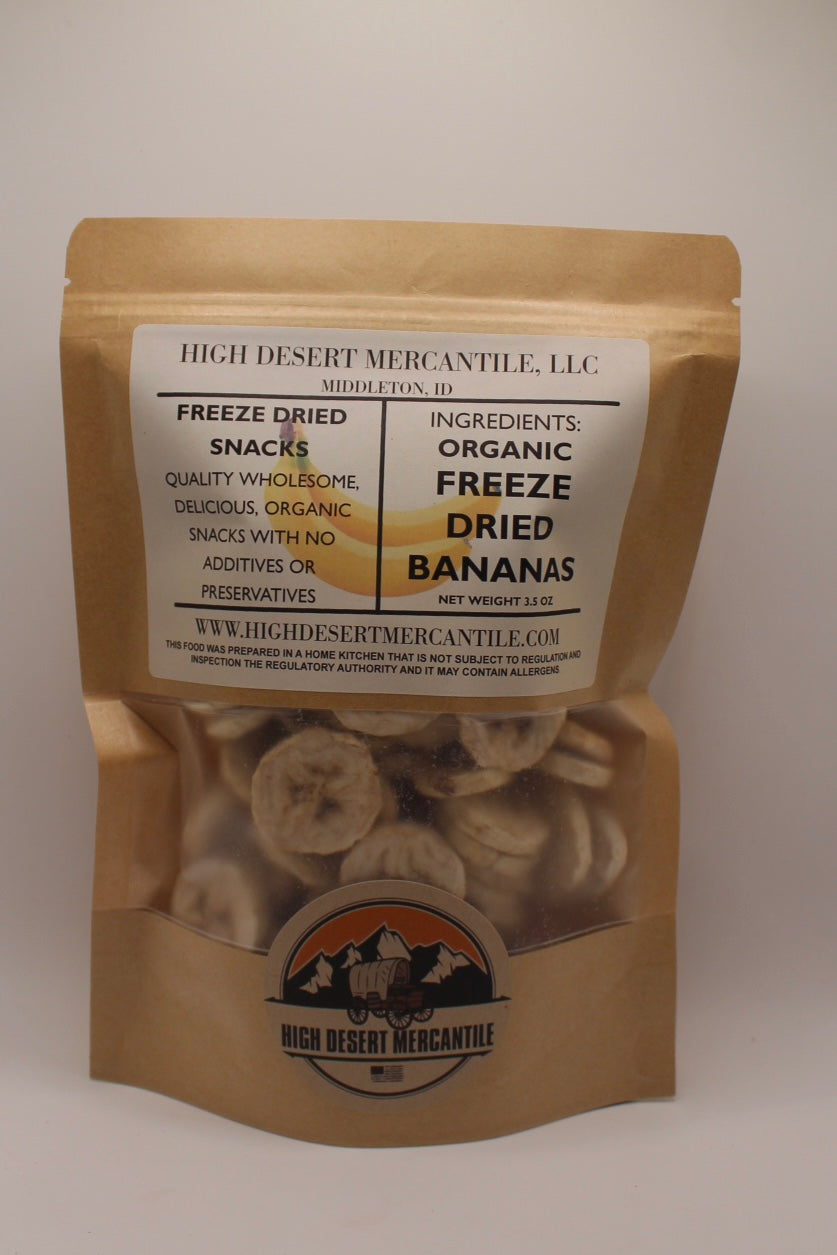 HIGH DESERT MERCANTILE, LLC
MIDDLETON, ID
FREEZE DRIED
SNACKS
QUALITY WHOLESOME,
DELICIOUS, ORGANIC
SNACKS WITH NO
ADDITIVES OR
PRESERVATIVES
INGREDIENTS:
ORGANIC
FREEZE
DRIED
BANANAS
NET WEIGHT 3.5 OZ
WWW.HIGHDESERTMERCANTILE.COM
THIS FOOD WAS PREPARED IN A HOME KITCHEN THAT IS NOT SUBJECT TO REGULATION AND
INSPECTION THE REGULATORY AUTHORITY AND IT MAY CONTAIN ALLERGENS
HIGH DESERT MERCANTILE